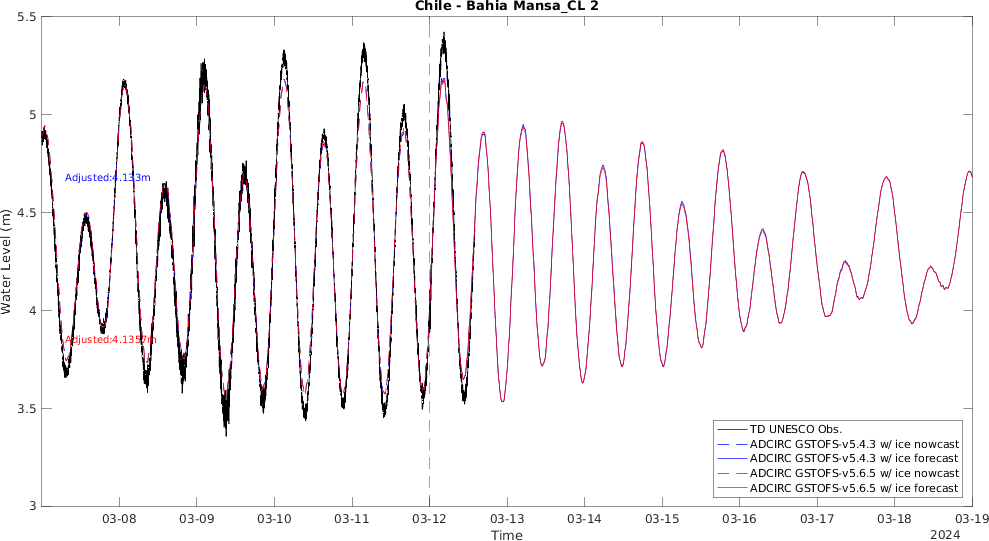 Chile - Bahia Mansa_CL 2
5.5
5
4.5
4
3.5
3
Water Level (m)
Adjusted:4.133m
Adjusted:4.1357m
TD UNESCO Obs.
ADCIRC GSTOFS-v5.4.3 w/ ice nowcast
ADCIRC GSTOFS-v5.4.3 w/ ice forecast
ADCIRC GSTOFS-v5.6.5 w/ ice nowcast
ADCIRC GSTOFS-v5.6.5 w/ ice forecast
03-08 03-09 03-10 03-11 03-12 03-13 03-14 03-15 03-16 03-17 03-18 03-19
Time
2024